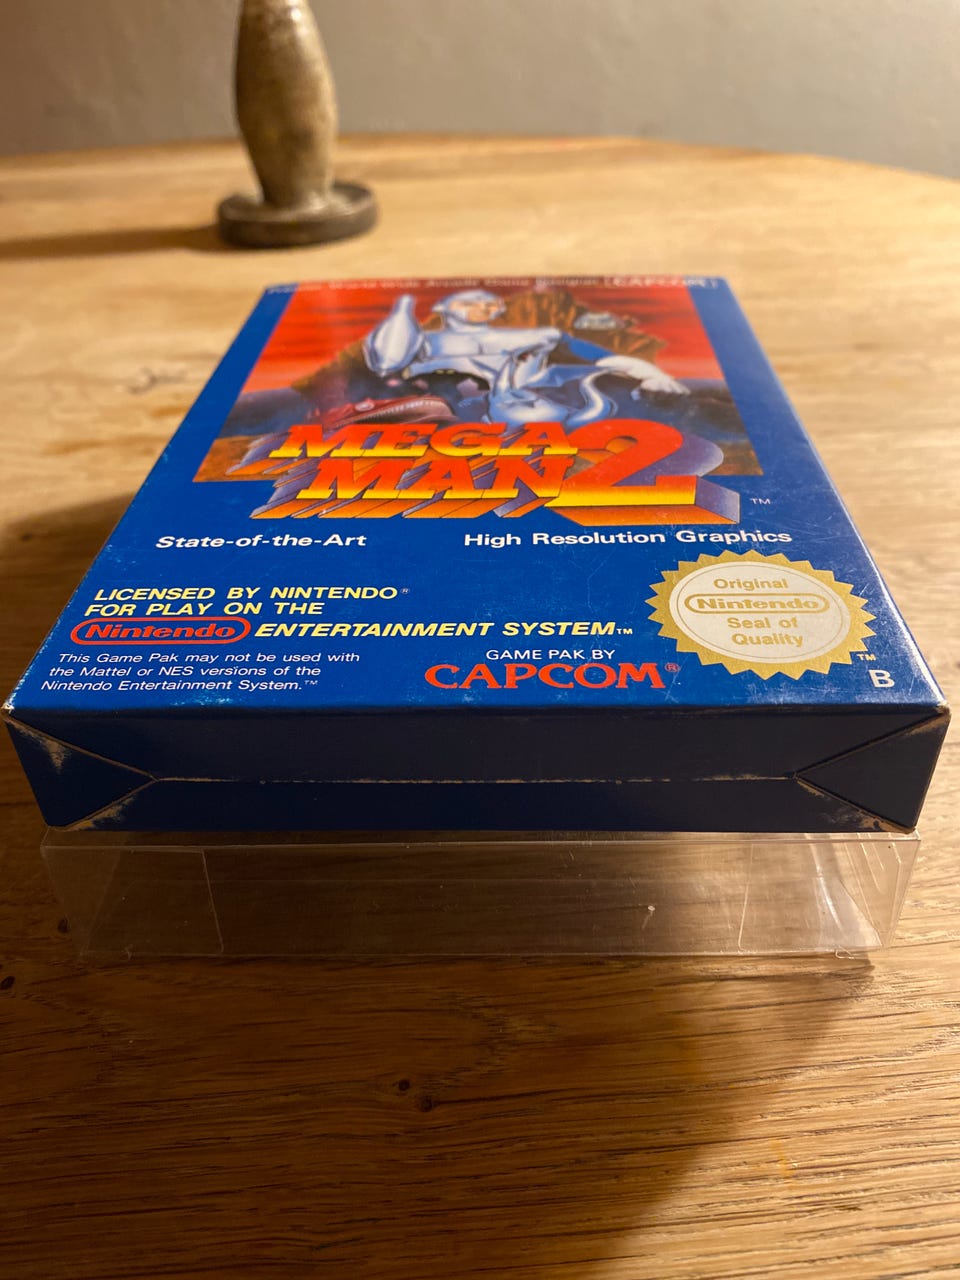 CAPCOM
MEGA
MAN 2
TM
State-of-the-Art
High Resolution Graphics
LICENSED BY NINTENDO®
FOR PLAY ON THE
Nintendo ENTERTAINMENT SYSTEM™
This Game Pak may not be used with
the Mattel or NES versions of the
Nintendo Entertainment System.™
GAME PAK BY
CAPCOM®
Original
Nintendo
Seal of
Quality
TM
B